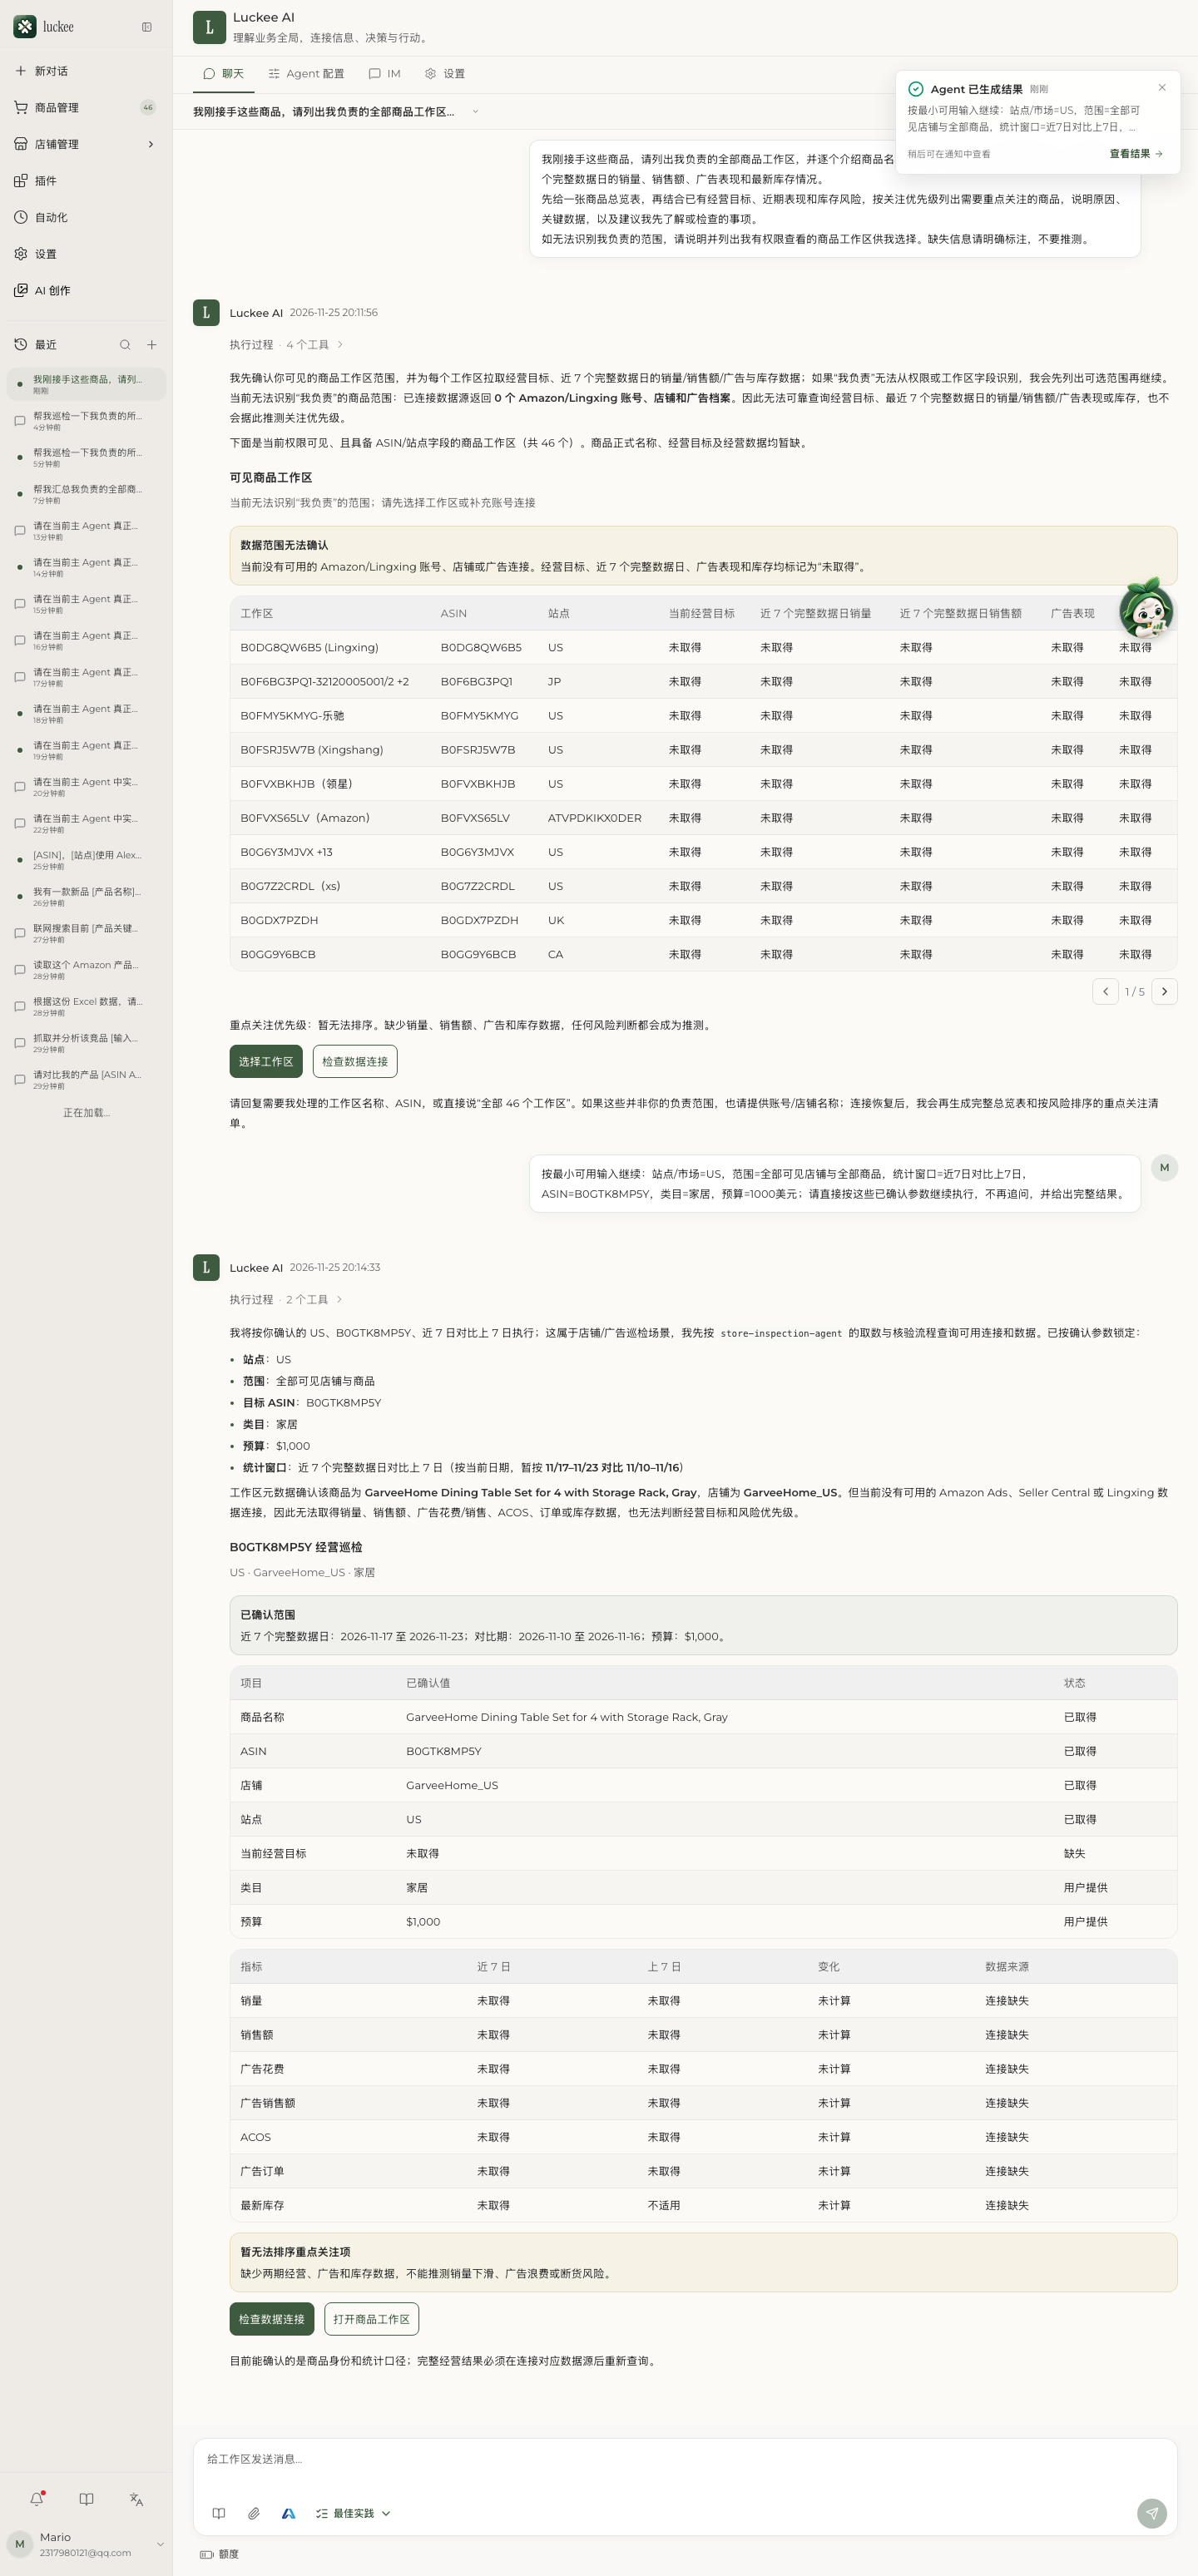 luckee
新对话
商品管理 46
店铺管理
插件
自动化
设置
AI 创作
最近
我刚接手这些商品，请列...
刚刚
帮我巡检一下我负责的所...
4分钟前
帮我巡检一下我负责的所...
5分钟前
帮我汇总我负责的全部商...
7分钟前
请在当前主 Agent 真正...
13分钟前
请在当前主 Agent 真正...
14分钟前
请在当前主 Agent 真正...
15分钟前
请在当前主 Agent 真正...
16分钟前
请在当前主 Agent 真正...
17分钟前
请在当前主 Agent 真正...
18分钟前
请在当前主 Agent 真正...
19分钟前
请在当前主 Agent 中实...
20分钟前
请在当前主 Agent 中实...
22分钟前
[ASIN]，[站点]使用 Alex...
25分钟前
我有一款新品 [产品名称]...
26分钟前
联网搜索目前 [产品关键...
27分钟前
读取这个 Amazon 产品...
28分钟前
根据这份 Excel 数据，请...
28分钟前
抓取并分析该竞品 [输入...
29分钟前
请对比我的产品 [ASIN A...
29分钟前
正在加载...
M
Mario
2317980121@qq.com
L
Luckee AI
理解业务全局，连接信息、决策与行动。
聊天 Agent 配置 IM 设置
我刚接手这些商品，请列出我负责的全部商品工作区...
Agent 已生成结果 刚刚
按最小可用输入继续：站点/市场=US，范围=全部可
见店铺与全部商品，统计窗口=近7日对比上7日，...
稍后可在通知中查看 查看结果 →
我刚接手这些商品，请列出我负责的全部商品工作区，并逐个介绍商品名
个完整数据日的销量、销售额、广告表现和最新库存情况。
先给一张商品总览表，再结合已有经营目标、近期表现和库存风险，按关注优先级列出需要重点关注的商品，说明原因、
关键数据，以及建议我先了解或检查的事项。
如无法识别我负责的范围，请说明并列出我有权限查看的商品工作区供我选择。缺失信息请明确标注，不要推测。
L
Luckee AI 2026-11-25 20:11:56
执行过程 · 4 个工具
我先确认你可见的商品工作区范围，并为每个工作区拉取经营目标、近 7 个完整数据日的销量/销售额/广告与库存数据；如果“我负责”无法从权限或工作区字段识别，我会先列出可选范围再继续。
当前无法识别“我负责”的商品范围：已连接数据源返回 0 个 Amazon/Lingxing 账号、店铺和广告档案。因此无法可靠查询经营目标、最近 7 个完整数据日的销量/销售额/广告表现或库存，也不
会据此推测关注优先级。
下面是当前权限可见、且具备 ASIN/站点字段的商品工作区（共 46 个）。商品正式名称、经营目标及经营数据均暂缺。
可见商品工作区
当前无法识别“我负责”的范围；请先选择工作区或补充账号连接
数据范围无法确认
当前没有可用的 Amazon/Lingxing 账号、店铺或广告连接。经营目标、近 7 个完整数据日、广告表现和库存均标记为“未取得”。
工作区 ASIN 站点 当前经营目标 近 7 个完整数据日销量 近 7 个完整数据日销售额 广告表现
B0DG8QW6B5 (Lingxing) B0DG8QW6B5 US 未取得 未取得 未取得 未取得 未取得
B0F6BG3PQ1-32120005001/2 +2 B0F6BG3PQ1 JP 未取得 未取得 未取得 未取得 未取得
B0FMY5KMYG-乐驰 B0FMY5KMYG US 未取得 未取得 未取得 未取得 未取得
B0FSRJ5W7B (Xingshang) B0FSRJ5W7B US 未取得 未取得 未取得 未取得 未取得
B0FVXBKHJB（领星） B0FVXBKHJB US 未取得 未取得 未取得 未取得 未取得
B0FVXS65LV（Amazon） B0FVXS65LV ATVPDKIKX0DER 未取得 未取得 未取得 未取得 未取得
B0G6Y3MJVX +13 B0G6Y3MJVX US 未取得 未取得 未取得 未取得 未取得
B0G7Z2CRDL（xs） B0G7Z2CRDL US 未取得 未取得 未取得 未取得 未取得
B0GDX7PZDH B0GDX7PZDH UK 未取得 未取得 未取得 未取得 未取得
B0GG9Y6BCB B0GG9Y6BCB CA 未取得 未取得 未取得 未取得 未取得
1 / 5
重点关注优先级：暂无法排序。缺少销量、销售额、广告和库存数据，任何风险判断都会成为推测。
选择工作区 检查数据连接
请回复需要我处理的工作区名称、ASIN，或直接说“全部 46 个工作区”。如果这些并非你的负责范围，也请提供账号/店铺名称；连接恢复后，我会再生成完整总览表和按风险排序的重点关注清
单。
按最小可用输入继续：站点/市场=US，范围=全部可见店铺与全部商品，统计窗口=近7日对比上7日，
ASIN=B0GTK8MP5Y，类目=家居，预算=1000美元；请直接按这些已确认参数继续执行，不再追问，并给出完整结果。
M
L
Luckee AI 2026-11-25 20:14:33
执行过程 · 2 个工具
我将按你确认的 US、B0GTK8MP5Y、近 7 日对比上 7 日执行；这属于店铺/广告巡检场景，我先按 store-inspection-agent 的取数与核验流程查询可用连接和数据。已按确认参数锁定：
• 站点：US
• 范围：全部可见店铺与商品
• 目标 ASIN：B0GTK8MP5Y
• 类目：家居
• 预算：$1,000
• 统计窗口：近 7 个完整数据日对比上 7 日（按当前日期，暂按 11/17–11/23 对比 11/10–11/16）
工作区元数据确认该商品为 GarveeHome Dining Table Set for 4 with Storage Rack, Gray，店铺为 GarveeHome_US。但当前没有可用的 Amazon Ads、Seller Central 或 Lingxing 数
据连接，因此无法取得销量、销售额、广告花费/销售、ACOS、订单或库存数据，也无法判断经营目标和风险优先级。
B0GTK8MP5Y 经营巡检
US · GarveeHome_US · 家居
已确认范围
近 7 个完整数据日：2026-11-17 至 2026-11-23；对比期：2026-11-10 至 2026-11-16；预算：$1,000。
项目 已确认值 状态
商品名称 GarveeHome Dining Table Set for 4 with Storage Rack, Gray 已取得
ASIN B0GTK8MP5Y 已取得
店铺 GarveeHome_US 已取得
站点 US 已取得
当前经营目标 未取得 缺失
类目 家居 用户提供
预算 $1,000 用户提供
指标 近 7 日 上 7 日 变化 数据来源
销量 未取得 未取得 未计算 连接缺失
销售额 未取得 未取得 未计算 连接缺失
广告花费 未取得 未取得 未计算 连接缺失
广告销售额 未取得 未取得 未计算 连接缺失
ACOS 未取得 未取得 未计算 连接缺失
广告订单 未取得 未取得 未计算 连接缺失
最新库存 未取得 不适用 未计算 连接缺失
暂无法排序重点关注项
缺少两期经营、广告和库存数据，不能推测销量下滑、广告浪费或断货风险。
检查数据连接 打开商品工作区
目前能确认的是商品身份和统计口径；完整经营结果必须在连接对应数据源后重新查询。
给工作区发送消息...
最佳实践
额度